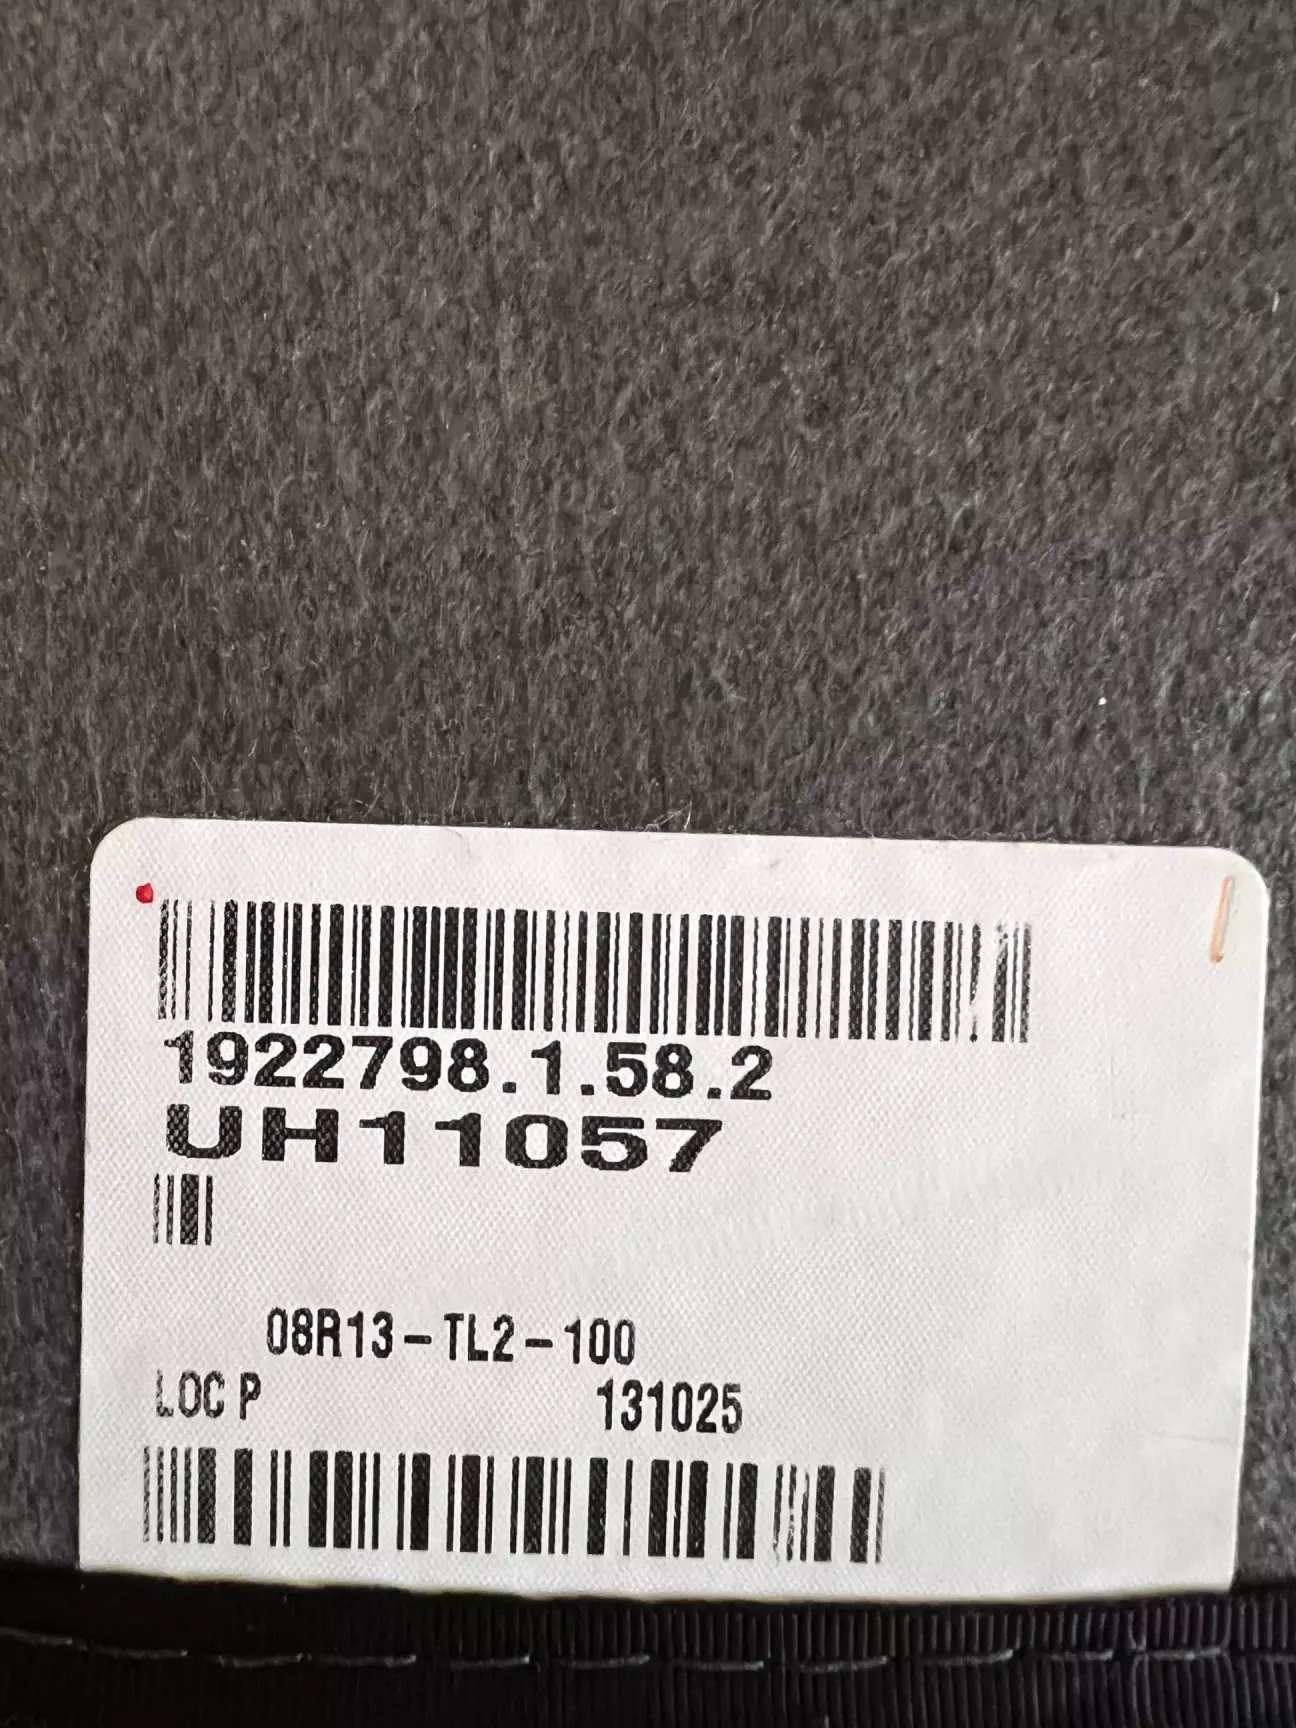 1922798.1.58.2
UH11057
08R13-TL2-100
LOC P 131025